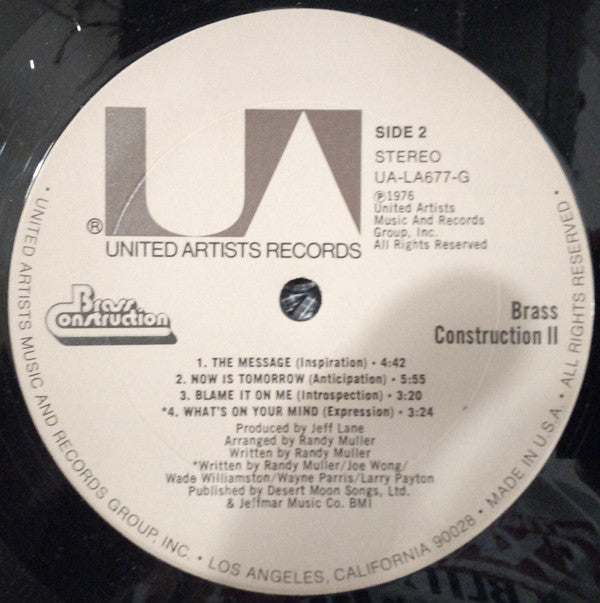 SIDE 2
STEREO
UA-LA677-G
℗1976
United Artists
Music And Records
Group, Inc.
All Rights Reserved
UA
®
UNITED ARTISTS RECORDS
Brass
Construction
Brass
Construction II
1. THE MESSAGE (Inspiration) • 4:42
2. NOW IS TOMORROW (Anticipation) • 5:55
3. BLAME IT ON ME (Introspection) • 3:20
*4. WHAT'S ON YOUR MIND (Expression) • 3:24
Produced by Jeff Lane
Arranged by Randy Muller
Written by Randy Muller
*Written by Randy Muller/Joe Wong/
Wade Williamston/Wayne Parris/Larry Payton
Published by Desert Moon Songs, Ltd.
& Jeffmar Music Co. BMI
• UNITED ARTISTS MUSIC AND RECORDS GROUP, INC. • LOS ANGELES, CALIFORNIA 90028 • MADE IN U.S.A. • ALL RIGHTS RESERVED •